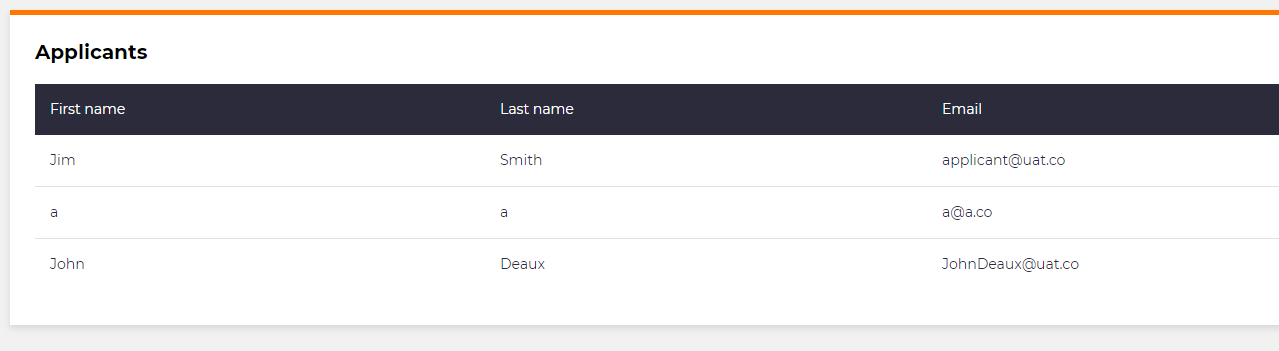 Applicants
First name Last name Email
Jim Smith applicant@uat.co
a a a@a.co
John Deaux JohnDeaux@uat.co